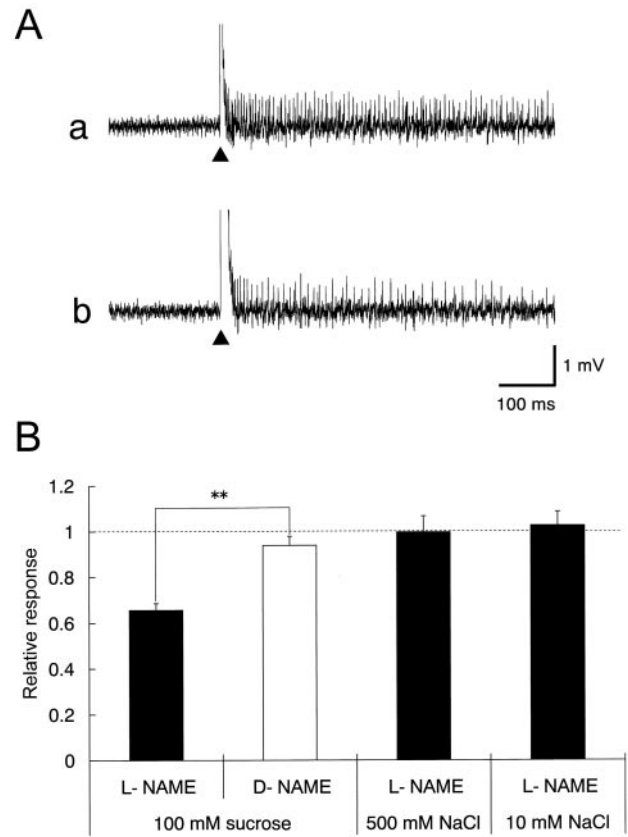 A
a
b
1 mV
100 ms
B
**
1.2
1
0.8
0.6
0.4
0.2
0
Relative response
L- NAME D- NAME L- NAME L- NAME
100 mM sucrose 500 mM NaCl 10 mM NaCl